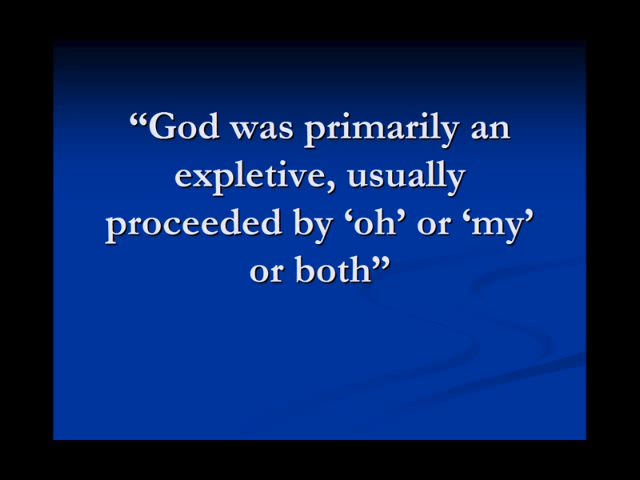 “God was primarily an
expletive, usually
proceeded by ‘oh’ or ‘my’
or both”